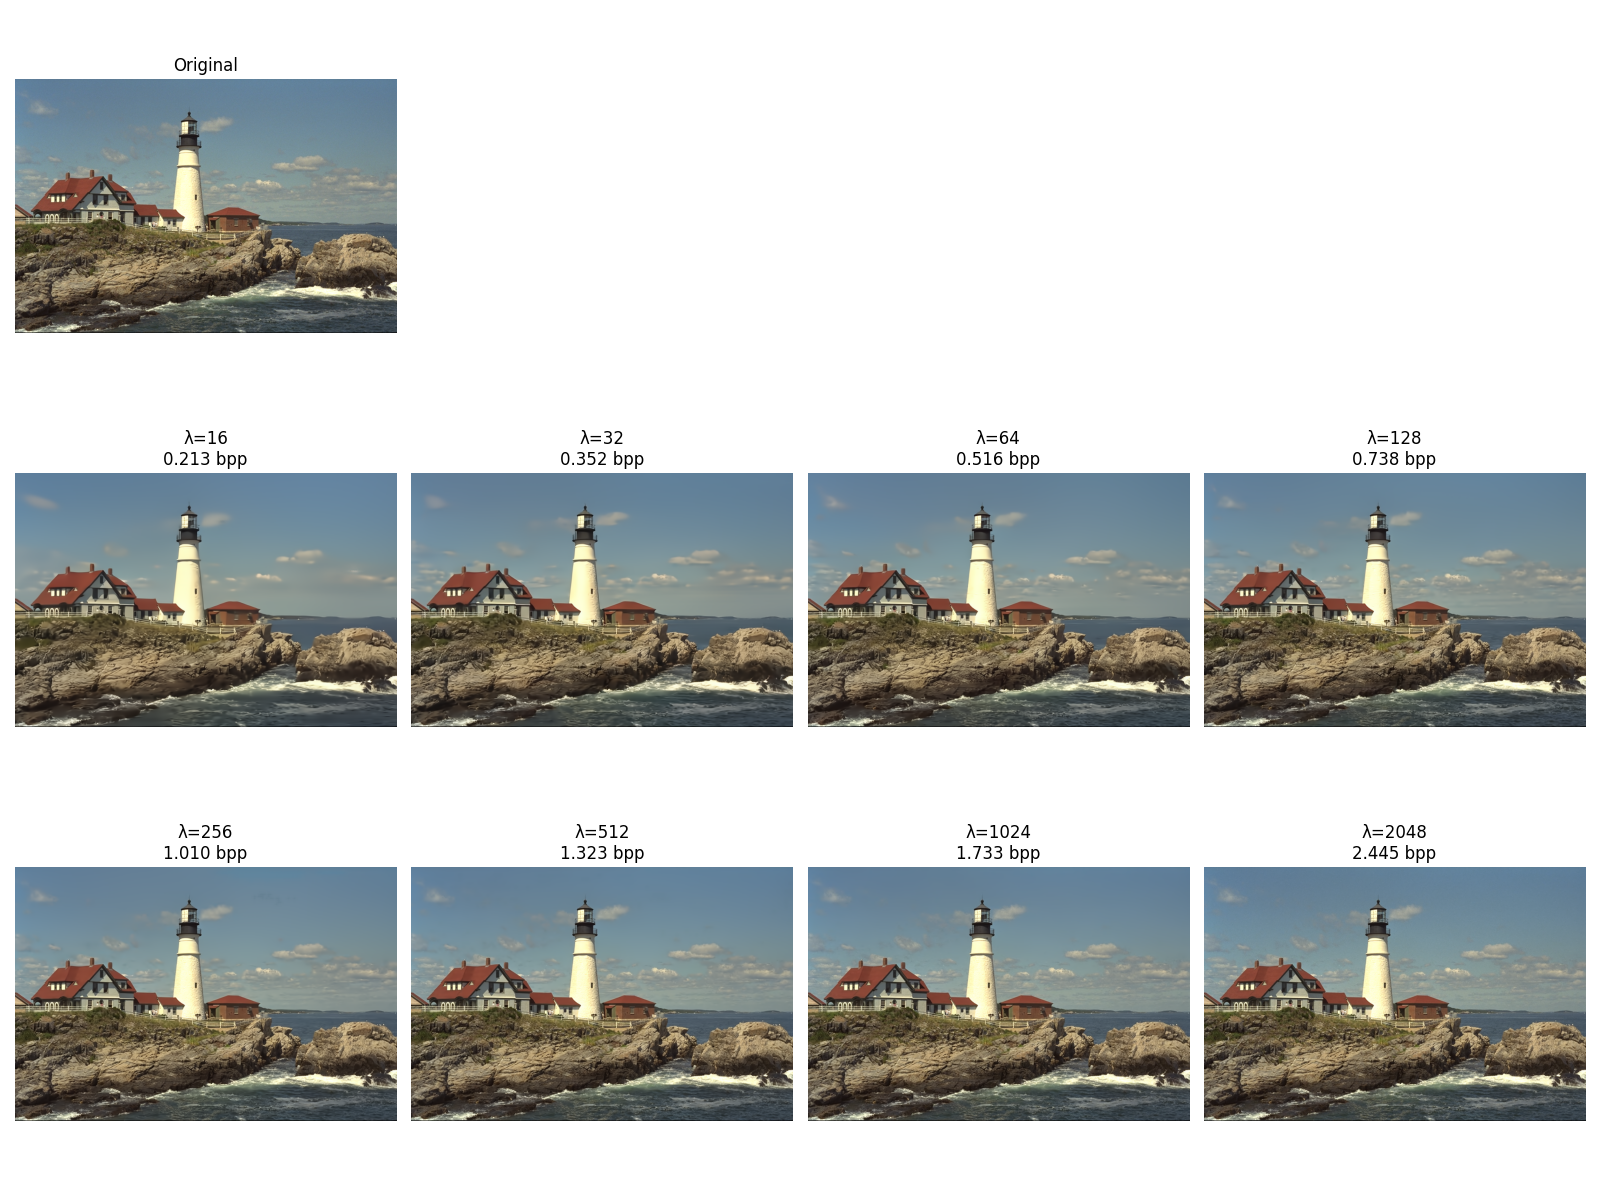 Original
λ=16
0.213 bpp
λ=32
0.352 bpp
λ=64
0.516 bpp
λ=128
0.738 bpp
λ=256
1.010 bpp
λ=512
1.323 bpp
λ=1024
1.733 bpp
λ=2048
2.445 bpp